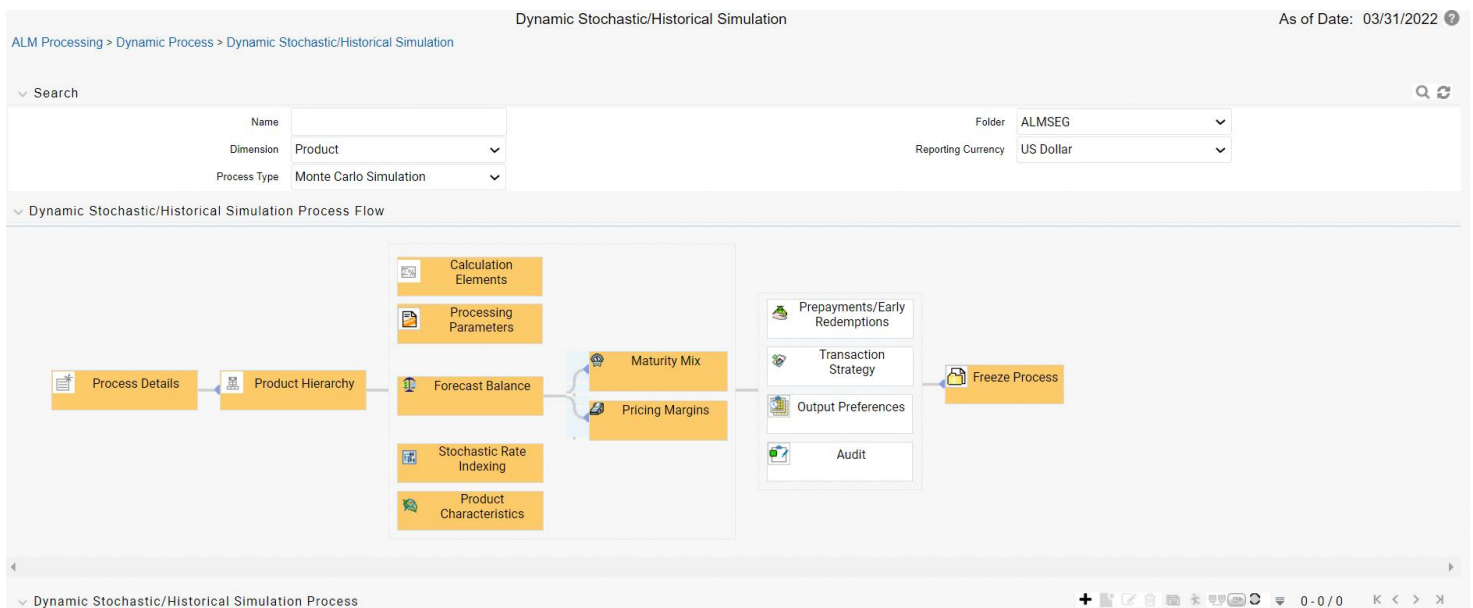 Dynamic Stochastic/Historical Simulation
As of Date: 03/31/2022
ALM Processing > Dynamic Process > Dynamic Stochastic/Historical Simulation
Search
Name
Folder ALMSEG
Dimension Product
Reporting Currency US Dollar
Process Type Monte Carlo Simulation
Dynamic Stochastic/Historical Simulation Process Flow
Process Details
Product Hierarchy
Calculation
Elements
Processing
Parameters
Forecast Balance
Stochastic Rate
Indexing
Product
Characteristics
Maturity Mix
Pricing Margins
Prepayments/Early
Redemptions
Transaction
Strategy
Output Preferences
Audit
Freeze Process
Dynamic Stochastic/Historical Simulation Process
0-0/0